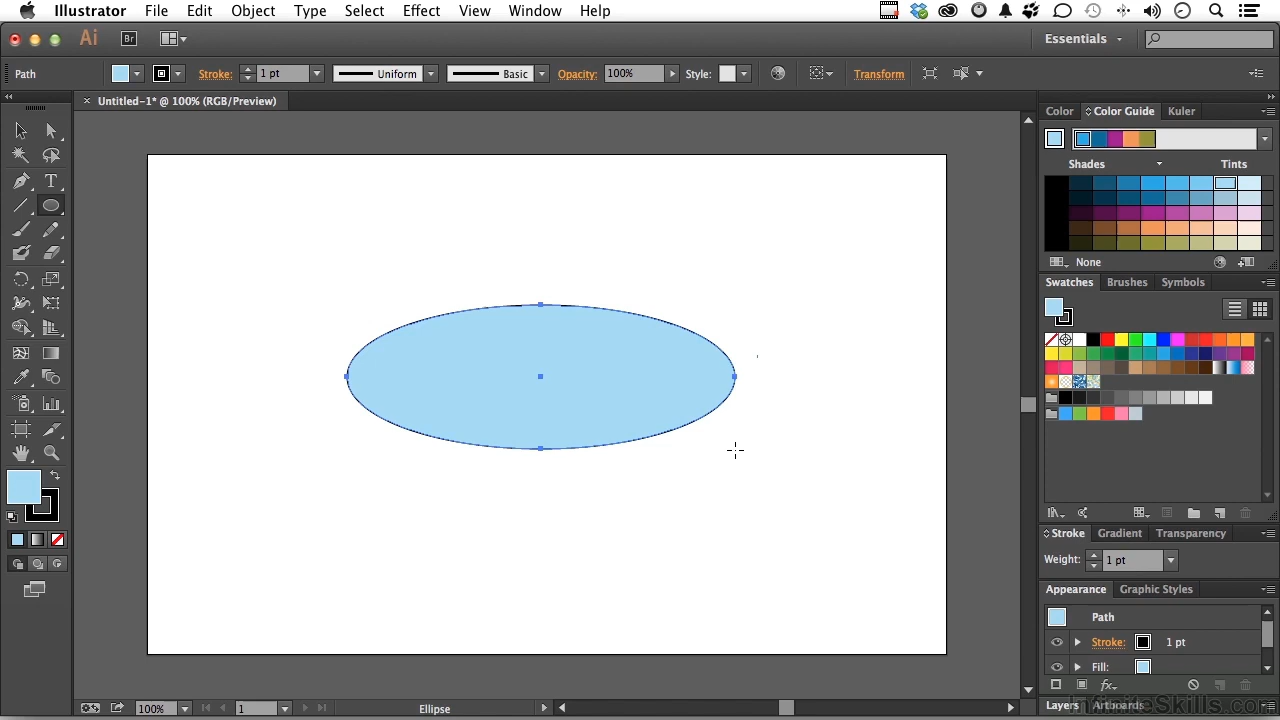 Illustrator File Edit Object Type Select Effect View Window Help
Ai Br Essentials
Path Stroke: 1 pt Uniform Basic Opacity: 100% Style: Transform
× Untitled-1* @ 100% (RGB/Preview)
Color Color Guide Kuler
Shades Tints
None
Swatches Brushes Symbols
Stroke Gradient Transparency
Weight: 1 pt
Appearance Graphic Styles
Path
Stroke: 1 pt
Fill:
fx
Layers Artboards
InfiniteSkills.com
100% 1 Ellipse